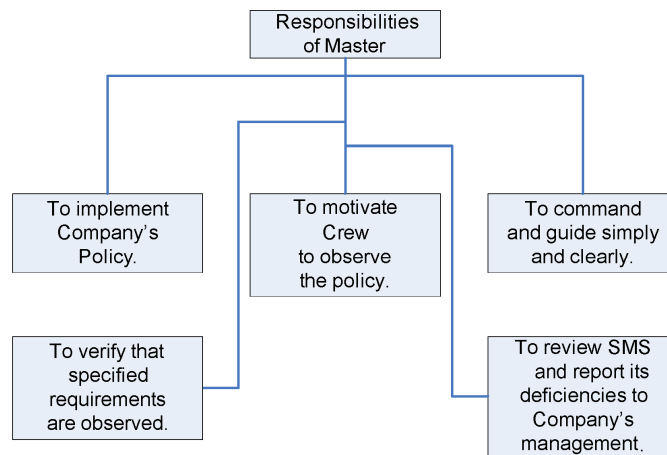 Responsibilities
of Master
To implement
Company's
Policy.
To motivate
Crew
to observe
the policy.
To command
and guide simply
and clearly.
To verify that
specified
requirements
are observed.
To review SMS
and report its
deficiencies to
Company's
management.